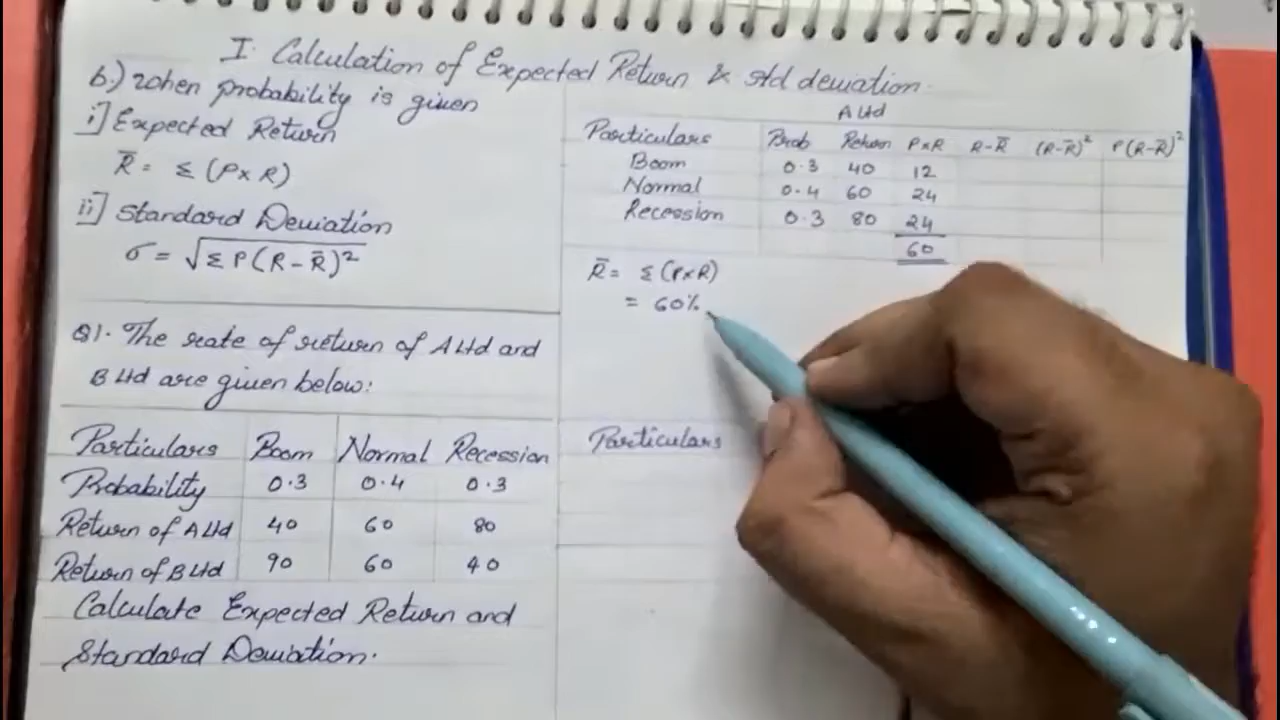 I. Calculation of Expected Return & std deviation.
b.) When probability is given
i] Expected Return
R̄ = Σ (P x R)
ii] Standard Deviation
σ = √Σ P(R - R̄)²
Q1. The rate of return of A Ltd and
B Ltd are given below:
Particulars Boom Normal Recession
Probability 0.3 0.4 0.3
Return of A Ltd 40 60 80
Return of B Ltd 90 60 40
Calculate Expected Return and
Standard Deviation.
A Ltd
Particulars Prob Return PxR R-R̄ (R-R̄)² P(R-R̄)²
Boom 0.3 40 12
Normal 0.4 60 24
Recession 0.3 80 24
60
R̄ = Σ (PxR)
= 60%
Particulars